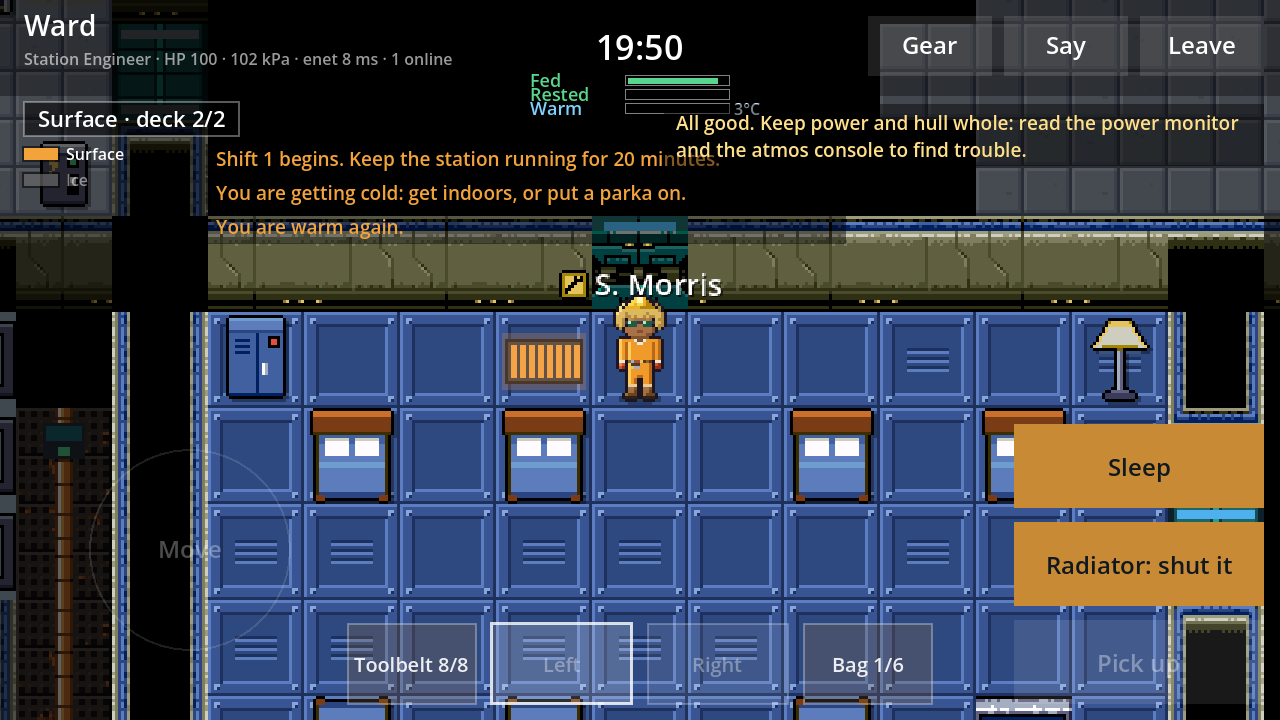 Ward
Station Engineer · HP 100 · 102 kPa · enet 8 ms · 1 online
19:50
Gear
Say
Leave
Fed
Rested
Warm
3°C
Surface · deck 2/2
Surface
Ice
All good. Keep power and hull whole: read the power monitor
and the atmos console to find trouble.
Shift 1 begins. Keep the station running for 20 minutes.
You are getting cold: get indoors, or put a parka on.
You are warm again.
S. Morris
Sleep
Move
Radiator: shut it
Toolbelt 8/8
Left
Right
Bag 1/6
Pick up